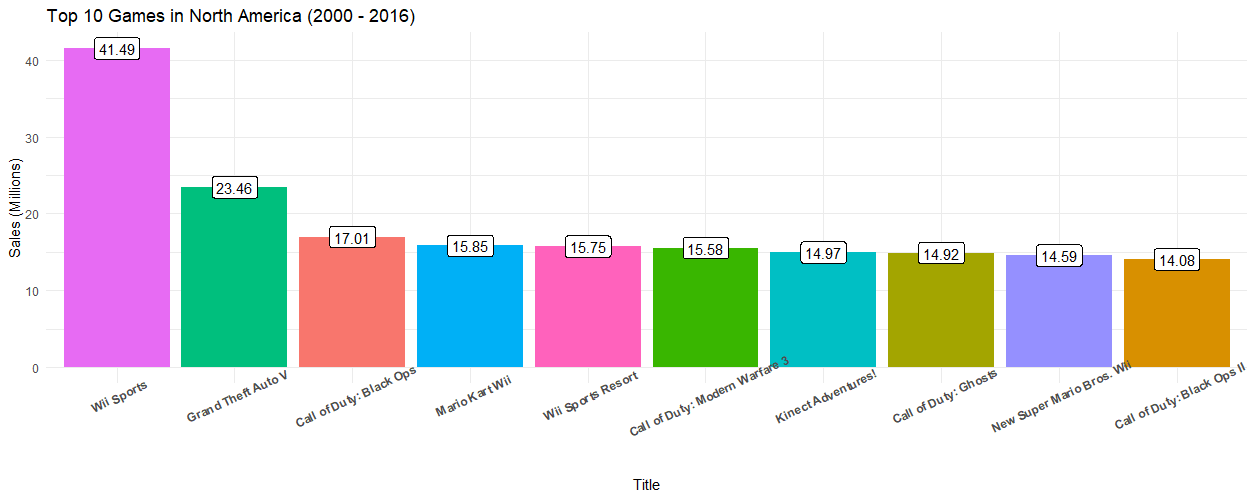 Top 10 Games in North America (2000 - 2016)
Sales (Millions)
40
30
20
10
0
41.49
23.46
17.01
15.85
15.75
15.58
14.97
14.92
14.59
14.08
Wii Sports
Grand Theft Auto V
Call of Duty: Black Ops
Mario Kart Wii
Wii Sports Resort
Call of Duty: Modern Warfare 3
Kinect Adventures!
Call of Duty: Ghosts
New Super Mario Bros. Wii
Call of Duty: Black Ops II
Title